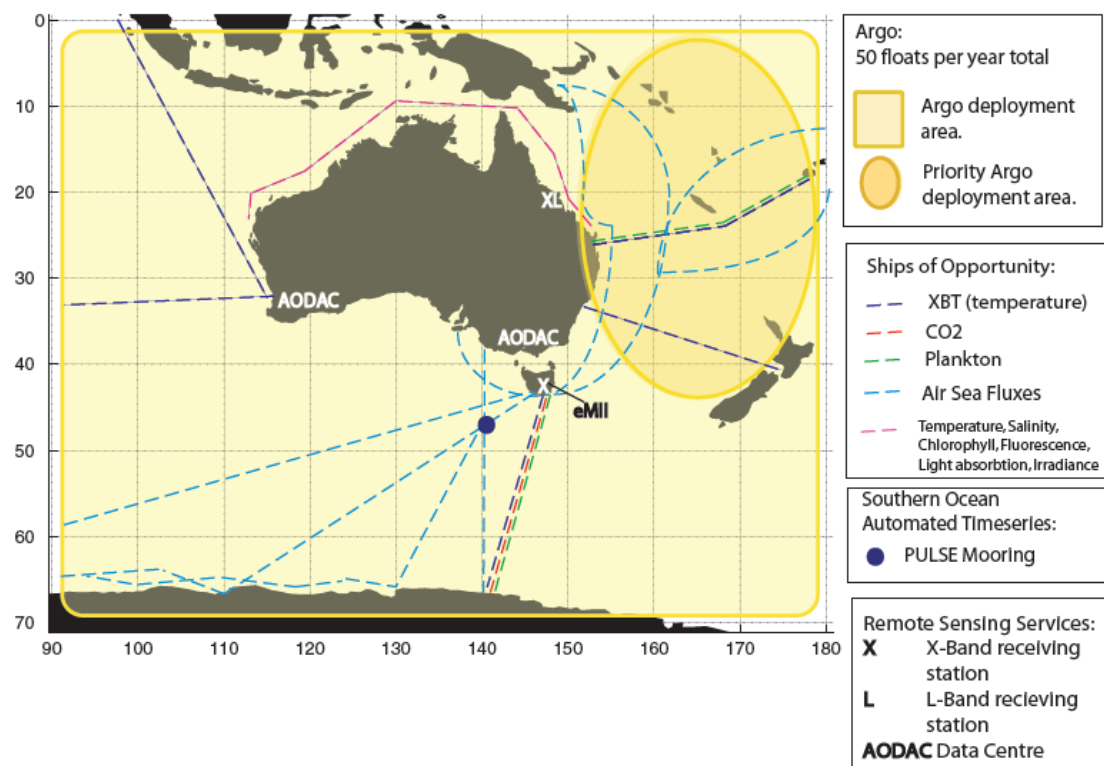 0
10
20
30
40
50
60
70
90
100
110
120
130
140
150
160
170
180
XL
AODAC
AODAC
X
eMII
Argo:
50 floats per year total
Argo deployment
area.
Priority Argo
deployment area.
Ships of Opportunity:
XBT (temperature)
CO2
Plankton
Air Sea Fluxes
Temperature, Salinity,
Chlorophyll, Fluorescence,
Light absorbtion, Irradiance
Southern Ocean
Automated Timeseries:
PULSE Mooring
Remote Sensing Services:
X X-Band receiving
station
L L-Band recieving
station
AODAC Data Centre